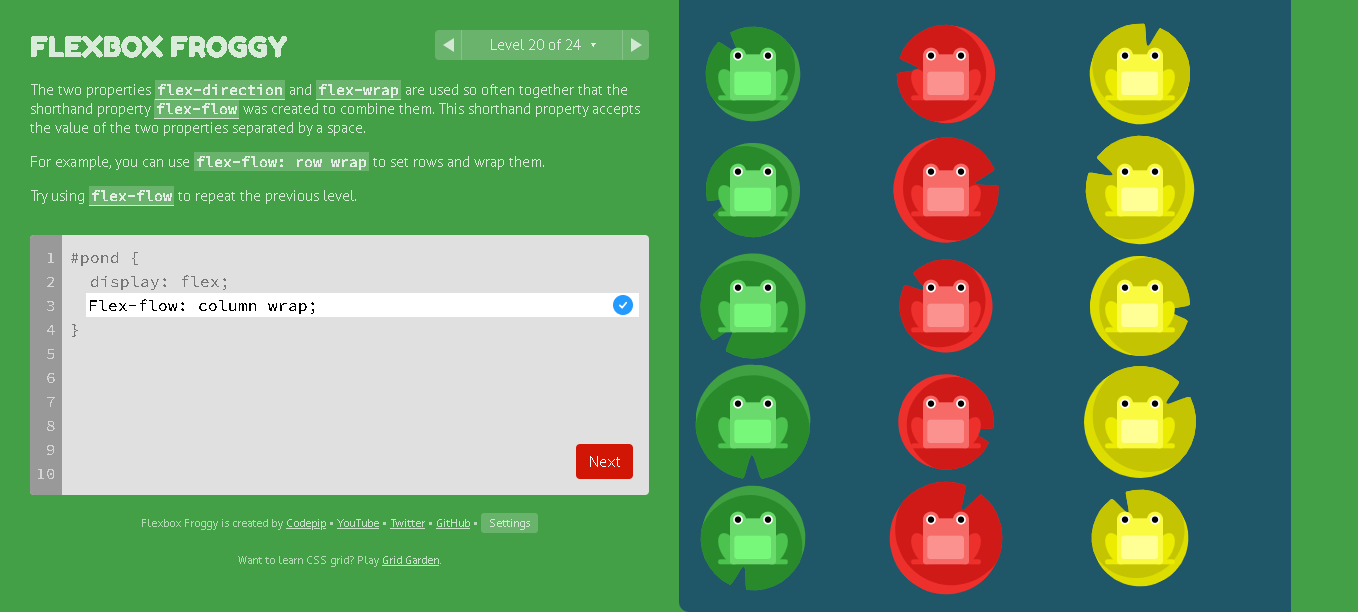 FLEXBOX FROGGY
Level 20 of 24
The two properties flex-direction and flex-wrap are used so often together that the
shorthand property flex-flow was created to combine them. This shorthand property accepts
the value of the two properties separated by a space.
For example, you can use flex-flow: row wrap to set rows and wrap them.
Try using flex-flow to repeat the previous level.
1 #pond {
2 display: flex;
3 Flex-flow: column wrap;
4 }
5
6
7
8
9
10
Next
Flexbox Froggy is created by Codepip • YouTube • Twitter • GitHub • Settings
Want to learn CSS grid? Play Grid Garden.